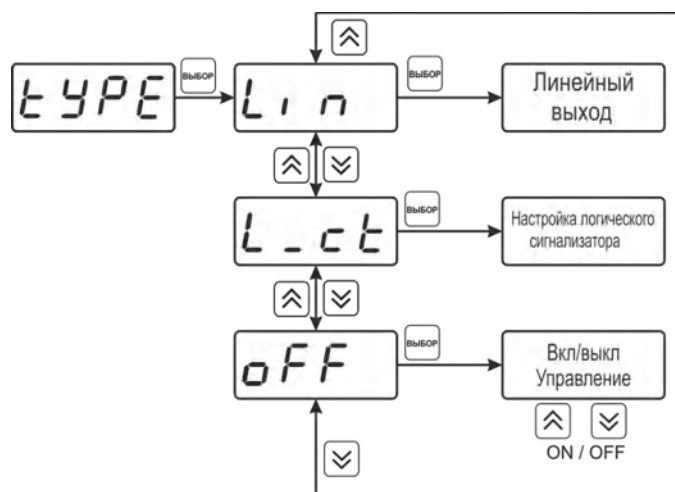 tYPE
ВЫБОР
Lin
ВЫБОР
Линейный
выход
L_ct
ВЫБОР
Настройка логического
сигнализатора
oFF
ВЫБОР
Вкл/выкл
Управление
ON / OFF